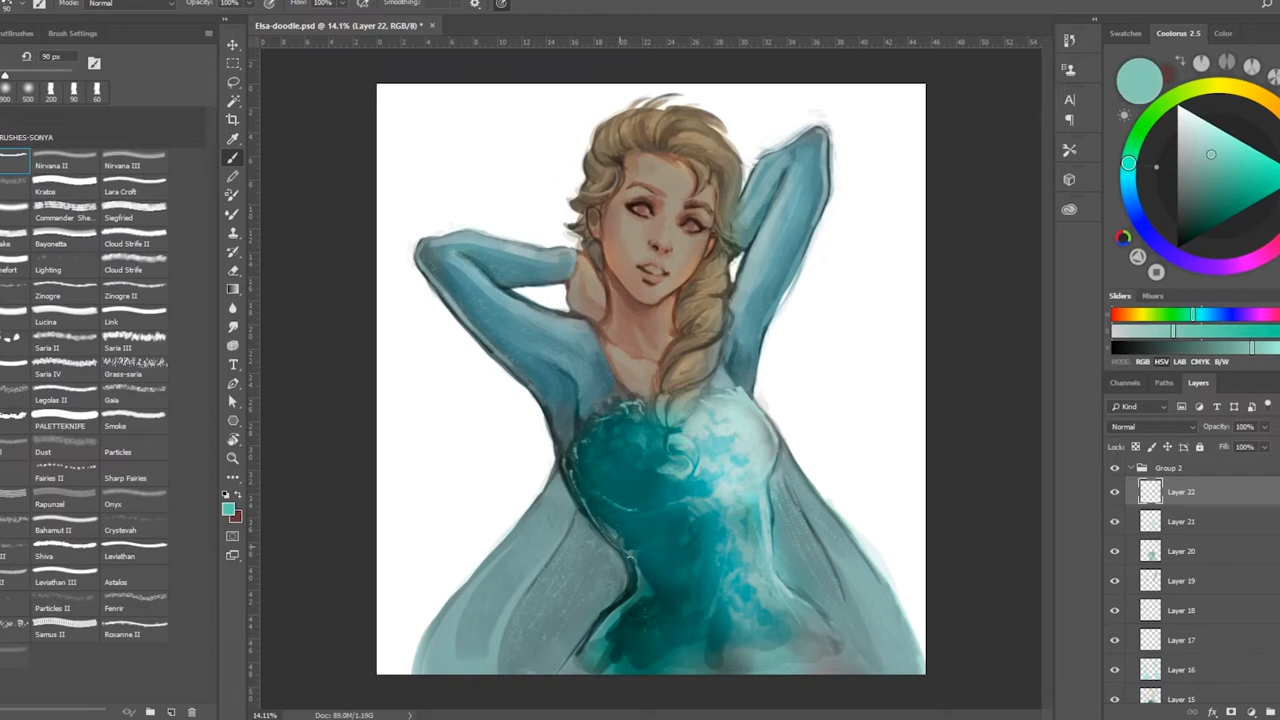 90 Mode: Normal Opacity: 100% Flow: 100% Smoothing:
Elsa-doodle.psd @ 14.1% (Layer 22, RGB/8) *
Brush Settings
90 px
900 500 200 90 60
RUSHES-SONYA
Nirvana II Nirvana III
Kratos Lara Croft
Commander She... Siegfried
Bayonetta Cloud Strife II
Lighting Cloud Strife
Zinogre Zinogre II
Lucina Link
Saria II Saria III
Saria IV Grass-saria
Legolas II Gaia
PALETTEKNIFE Smoke
Dust Particles
Fairies II Sharp Fairies
Rapunzel Onyx
Bahamut II Crystevah
Shiva Leviathan
Leviathan III Astalos
Particles II Fenrir
Samus II Roxanne II
14.11% Doc: 89.0M/1.19G
Swatches Coolorus 2.5 Color
Sliders Mixers
MODE: RGB HSV LAB CMYK B/W
Channels Paths Layers
Kind
Normal Opacity: 100%
Lock: Fill: 100%
Group 2
Layer 22
Layer 21
Layer 20
Layer 19
Layer 18
Layer 17
Layer 16
Layer 15